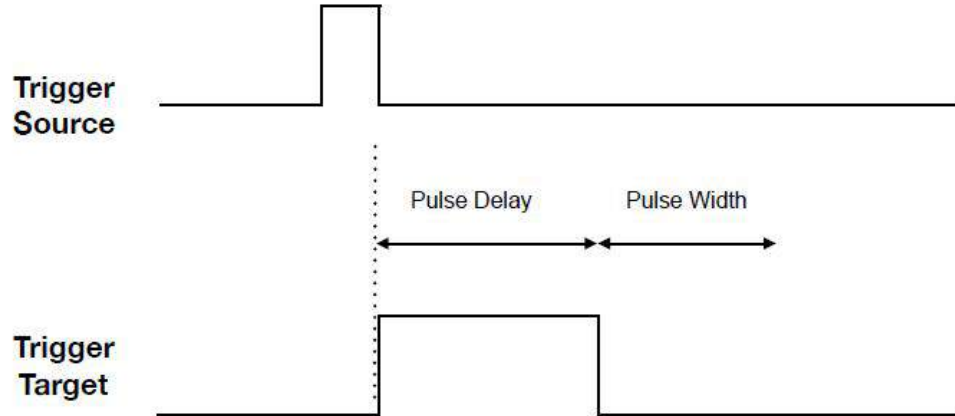 Trigger
Source
Pulse Delay
Pulse Width
Trigger
Target